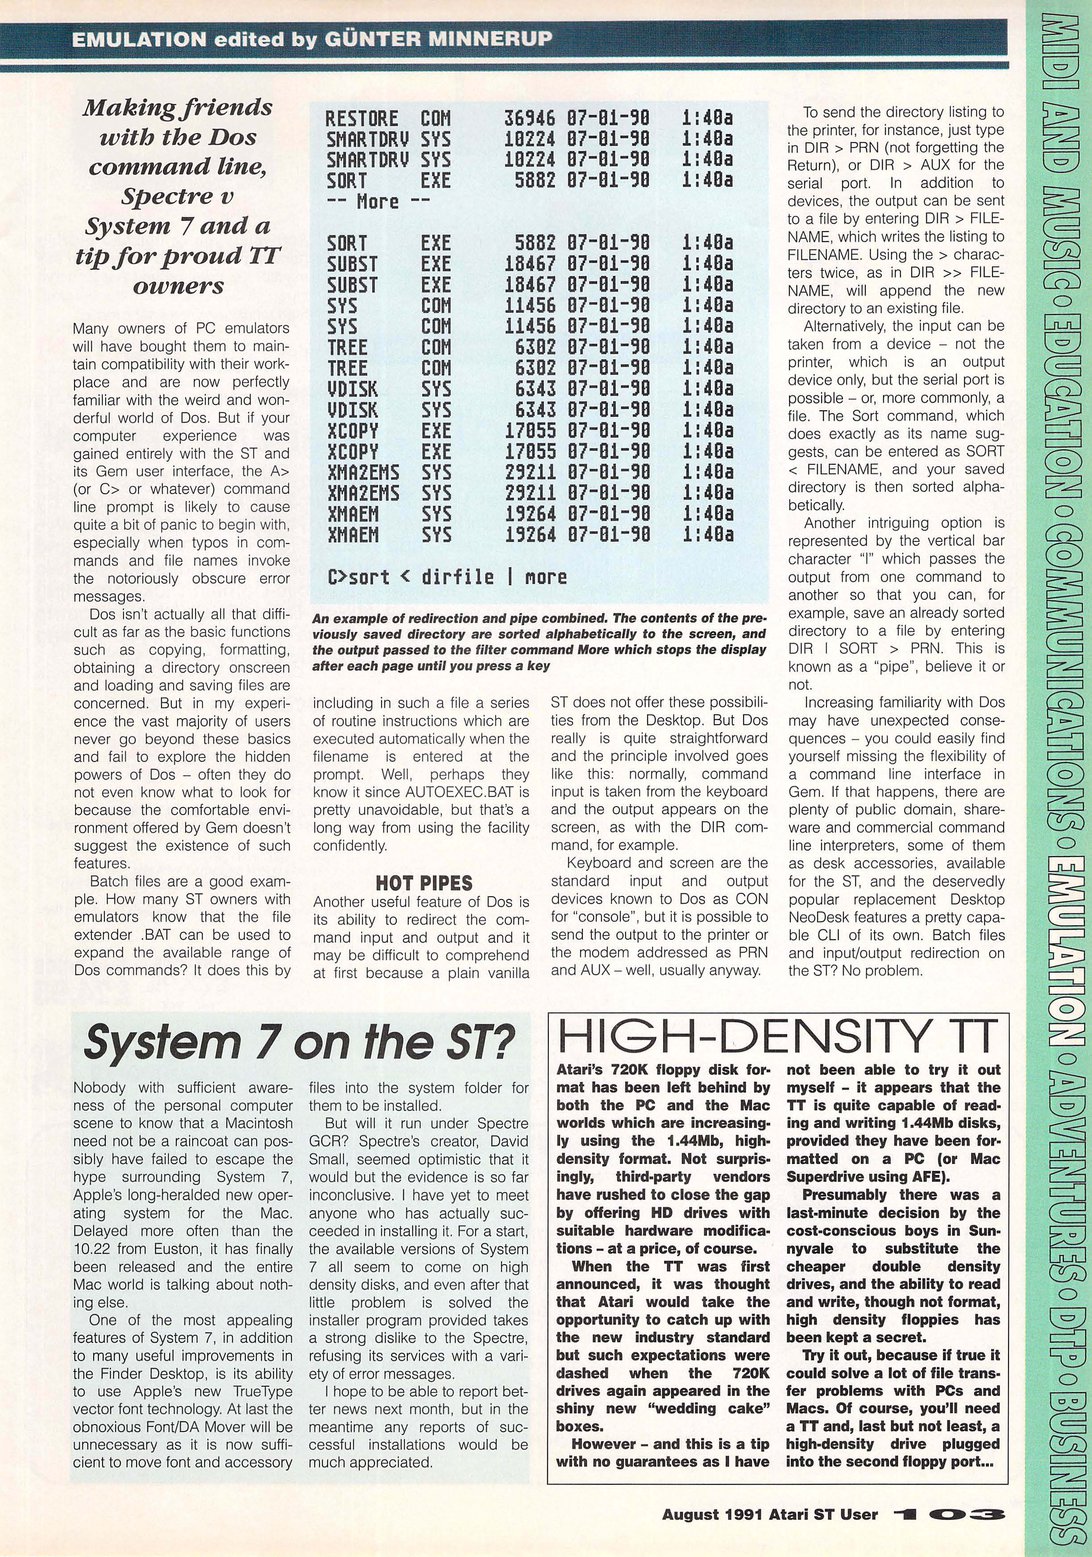 EMULATION edited by GÜNTER MINNERUP
Making friends
with the Dos
command line,
Spectre v
System 7 and a
tip for proud TT
owners
Many owners of PC emulators
will have bought them to main-
tain compatibility with their work-
place and are now perfectly
familiar with the weird and won-
derful world of Dos. But if your
computer experience was
gained entirely with the ST and
its Gem user interface, the A>
(or C> or whatever) command
line prompt is likely to cause
quite a bit of panic to begin with,
especially when typos in com-
mands and file names invoke
the notoriously obscure error
messages.
Dos isn't actually all that diffi-
cult as far as the basic functions
such as copying, formatting,
obtaining a directory onscreen
and loading and saving files are
concerned. But in my experi-
ence the vast majority of users
never go beyond these basics
and fail to explore the hidden
powers of Dos – often they do
not even know what to look for
because the comfortable envi-
ronment offered by Gem doesn't
suggest the existence of such
features.
Batch files are a good exam-
ple. How many ST owners with
emulators know that the file
extender .BAT can be used to
expand the available range of
Dos commands? It does this by
RESTORE COM 36946 07-01-90 1:40a
SMARTDRV SYS 10224 07-01-90 1:40a
SMARTDRV SYS 10224 07-01-90 1:40a
SORT EXE 5882 07-01-90 1:40a
-- More --
SORT EXE 5882 07-01-90 1:40a
SUBST EXE 18467 07-01-90 1:40a
SUBST EXE 18467 07-01-90 1:40a
SYS COM 11456 07-01-90 1:40a
SYS COM 11456 07-01-90 1:40a
TREE COM 6302 07-01-90 1:40a
TREE COM 6302 07-01-90 1:40a
VDISK SYS 6343 07-01-90 1:40a
VDISK SYS 6343 07-01-90 1:40a
XCOPY EXE 17055 07-01-90 1:40a
XCOPY EXE 17055 07-01-90 1:40a
XMA2EMS SYS 29211 07-01-90 1:40a
XMA2EMS SYS 29211 07-01-90 1:40a
XMAEM SYS 19264 07-01-90 1:40a
XMAEM SYS 19264 07-01-90 1:40a
C>sort < dirfile | more
An example of redirection and pipe combined. The contents of the pre-
viously saved directory are sorted alphabetically to the screen, and
the output passed to the filter command More which stops the display
after each page until you press a key
including in such a file a series
of routine instructions which are
executed automatically when the
filename is entered at the
prompt. Well, perhaps they
know it since AUTOEXEC.BAT is
pretty unavoidable, but that's a
long way from using the facility
confidently.
HOT PIPES
Another useful feature of Dos is
its ability to redirect the com-
mand input and output and it
may be difficult to comprehend
at first because a plain vanilla
ST does not offer these possibili-
ties from the Desktop. But Dos
really is quite straightforward
and the principle involved goes
like this: normally, command
input is taken from the keyboard
and the output appears on the
screen, as with the DIR com-
mand, for example.
Keyboard and screen are the
standard input and output
devices known to Dos as CON
for "console", but it is possible to
send the output to the printer or
the modem addressed as PRN
and AUX – well, usually anyway.
To send the directory listing to
the printer, for instance, just type
in DIR > PRN (not forgetting the
Return), or DIR > AUX for the
serial port. In addition to
devices, the output can be sent
to a file by entering DIR > FILE-
NAME, which writes the listing to
FILENAME. Using the > charac-
ters twice, as in DIR >> FILE-
NAME, will append the new
directory to an existing file.
Alternatively, the input can be
taken from a device – not the
printer, which is an output
device only, but the serial port is
possible – or, more commonly, a
file. The Sort command, which
does exactly as its name sug-
gests, can be entered as SORT
< FILENAME, and your saved
directory is then sorted alpha-
betically.
Another intriguing option is
represented by the vertical bar
character "|" which passes the
output from one command to
another so that you can, for
example, save an already sorted
directory to a file by entering
DIR | SORT > PRN. This is
known as a "pipe", believe it or
not.
Increasing familiarity with Dos
may have unexpected conse-
quences – you could easily find
yourself missing the flexibility of
a command line interface in
Gem. If that happens, there are
plenty of public domain, share-
ware and commercial command
line interpreters, some of them
as desk accessories, available
for the ST, and the deservedly
popular replacement Desktop
NeoDesk features a pretty capa-
ble CLI of its own. Batch files
and input/output redirection on
the ST? No problem.
System 7 on the ST?
Nobody with sufficient aware-
ness of the personal computer
scene to know that a Macintosh
need not be a raincoat can pos-
sibly have failed to escape the
hype surrounding System 7,
Apple's long-heralded new oper-
ating system for the Mac.
Delayed more often than the
10.22 from Euston, it has finally
been released and the entire
Mac world is talking about noth-
ing else.
One of the most appealing
features of System 7, in addition
to many useful improvements in
the Finder Desktop, is its ability
to use Apple's new TrueType
vector font technology. At last the
obnoxious Font/DA Mover will be
unnecessary as it is now suffi-
cient to move font and accessory
files into the system folder for
them to be installed.
But will it run under Spectre
GCR? Spectre's creator, David
Small, seemed optimistic that it
would but the evidence is so far
inconclusive. I have yet to meet
anyone who has actually suc-
ceeded in installing it. For a start,
the available versions of System
7 all seem to come on high
density disks, and even after that
little problem is solved the
installer program provided takes
a strong dislike to the Spectre,
refusing its services with a vari-
ety of error messages.
I hope to be able to report bet-
ter news next month, but in the
meantime any reports of suc-
cessful installations would be
much appreciated.
HIGH-DENSITY TT
Atari's 720K floppy disk for-
mat has been left behind by
both the PC and the Mac
worlds which are increasing-
ly using the 1.44Mb, high-
density format. Not surpris-
ingly, third-party vendors
have rushed to close the gap
by offering HD drives with
suitable hardware modifica-
tions – at a price, of course.
When the TT was first
announced, it was thought
that Atari would take the
opportunity to catch up with
the new industry standard
but such expectations were
dashed when the 720K
drives again appeared in the
shiny new "wedding cake"
boxes.
However – and this is a tip
with no guarantees as I have
not been able to try it out
myself – it appears that the
TT is quite capable of read-
ing and writing 1.44Mb disks,
provided they have been for-
matted on a PC (or Mac
Superdrive using AFE).
Presumably there was a
last-minute decision by the
cost-conscious boys in Sun-
nyvale to substitute the
cheaper double density
drives, and the ability to read
and write, though not format,
high density floppies has
been kept a secret.
Try it out, because if true it
could solve a lot of file trans-
fer problems with PCs and
Macs. Of course, you'll need
a TT and, last but not least, a
high-density drive plugged
into the second floppy port...
August 1991 Atari ST User 103
MIDI AND MUSIC○EDUCATION○COMMUNICATIONS○EMULATION○ADVENTURES○DTP○BUSINESS